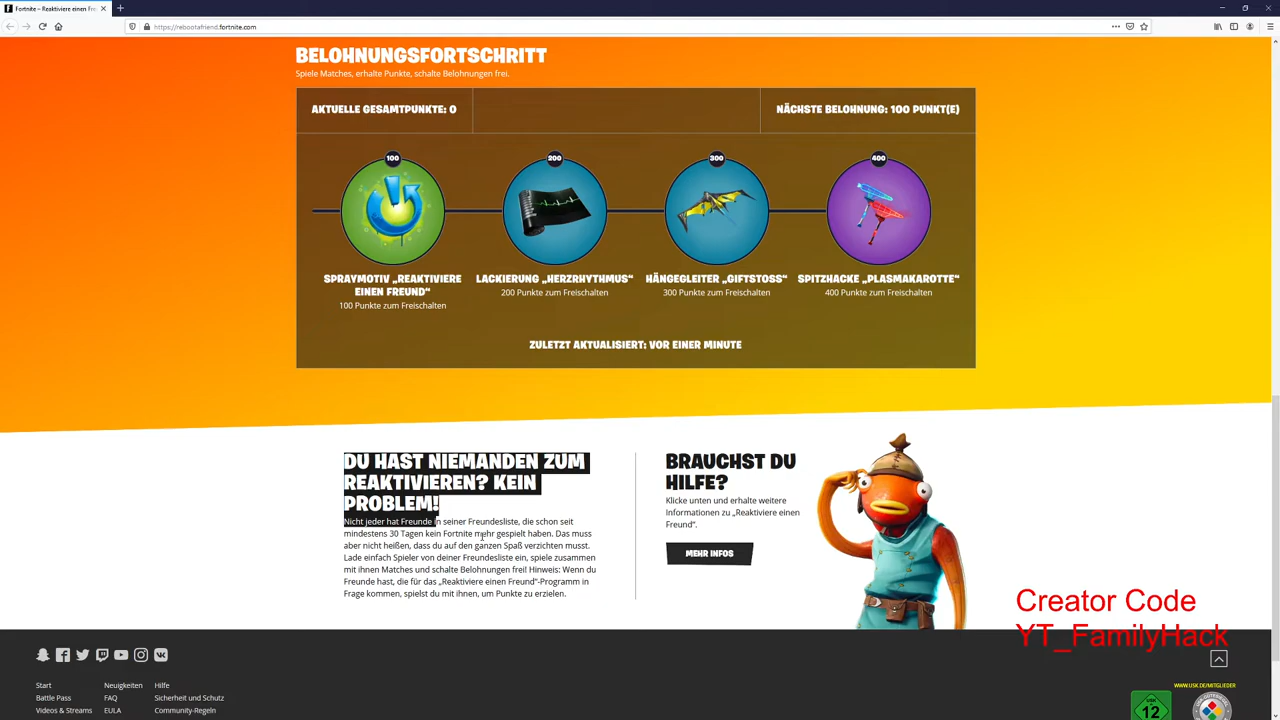 Fortnite – Reaktiviere einen Fre
https://rebootafriend.fortnite.com
BELOHNUNGSFORTSCHRITT
Spiele Matches, erhalte Punkte, schalte Belohnungen frei.
AKTUELLE GESAMTPUNKTE: 0
NÄCHSTE BELOHNUNG: 100 PUNKT(E)
100
200
300
400
SPRAYMOTIV „REAKTIVIERE
EINEN FREUND“
100 Punkte zum Freischalten
LACKIERUNG „HERZRHYTHMUS“
200 Punkte zum Freischalten
HÄNGEGLEITER „GIFTSTOSS“
300 Punkte zum Freischalten
SPITZHACKE „PLASMAKAROTTE“
400 Punkte zum Freischalten
ZULETZT AKTUALISIERT: VOR EINER MINUTE
DU HAST NIEMANDEN ZUM
REAKTIVIEREN? KEIN
PROBLEM!
Nicht jeder hat Freunde in seiner Freundesliste, die schon seit
mindestens 30 Tagen kein Fortnite mehr gespielt haben. Das muss
aber nicht heißen, dass du auf den ganzen Spaß verzichten musst.
Lade einfach Spieler von deiner Freundesliste ein, spiele zusammen
mit ihnen Matches und schalte Belohnungen frei! Hinweis: Wenn du
Freunde hast, die für das „Reaktiviere einen Freund“-Programm in
Frage kommen, spielst du mit ihnen, um Punkte zu erzielen.
BRAUCHST DU
HILFE?
Klicke unten und erhalte weitere
Informationen zu „Reaktiviere einen
Freund“.
MEHR INFOS
Creator Code
YT_FamilyHack
Start
Battle Pass
Videos & Streams
Neuigkeiten
FAQ
EULA
Hilfe
Sicherheit und Schutz
Community-Regeln
WWW.USK.DE/MITGLIEDER
USK
12